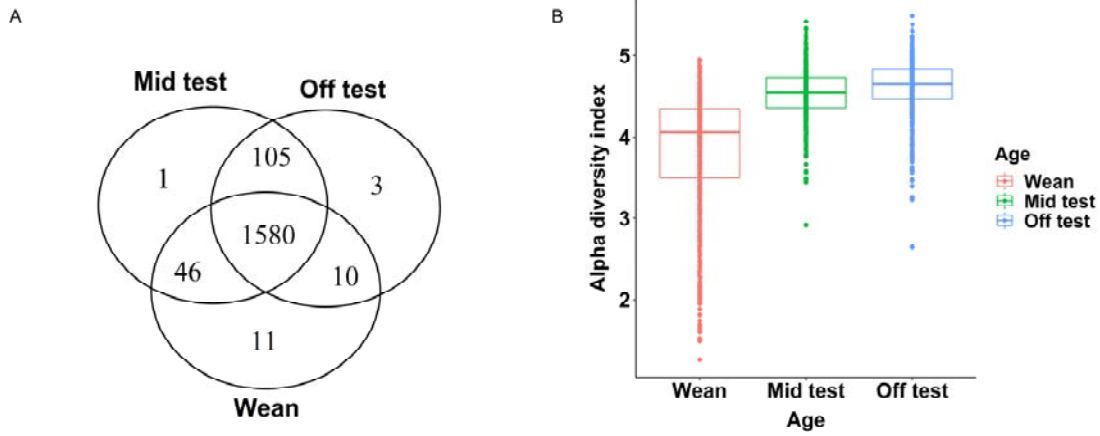 A
Mid test
Off test
105
1
3
1580
46
10
11
Wean
B
Alpha diversity index
5
4
3
2
Wean
Mid test
Off test
Age
Age
Wean
Mid test
Off test